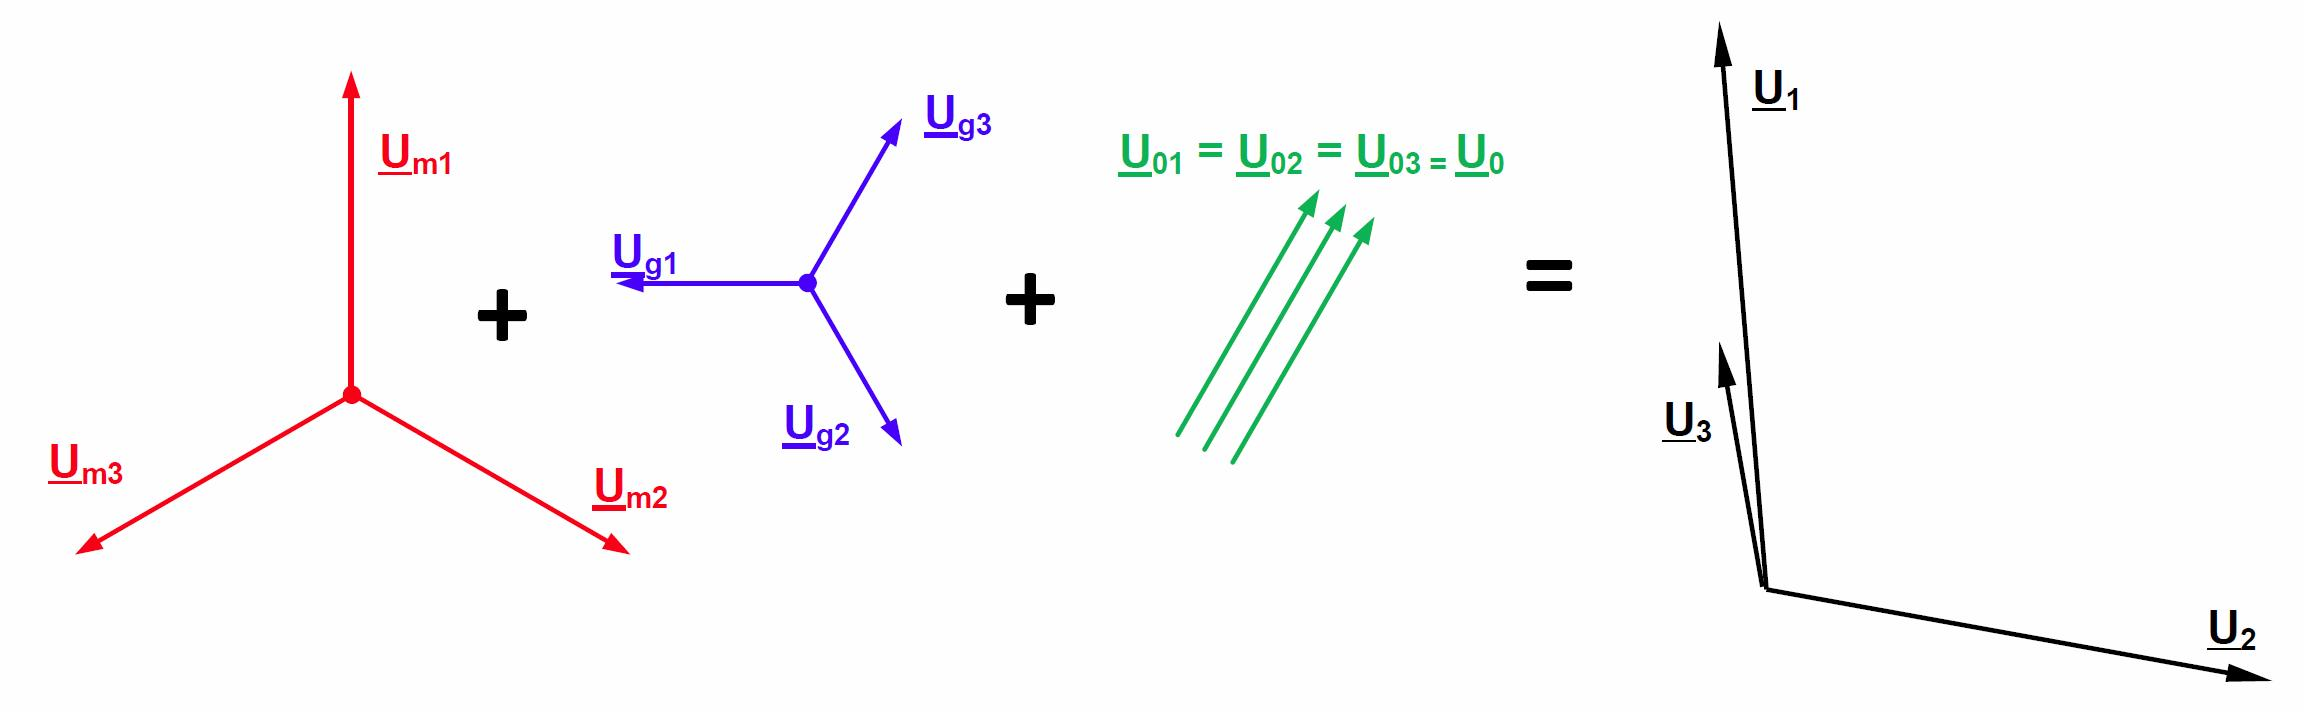 U1
Um1
Ug3
U01 = U02 = U03 = U0
Ug1
+
+
=
Um3
Ug2
Um2
U3
U2